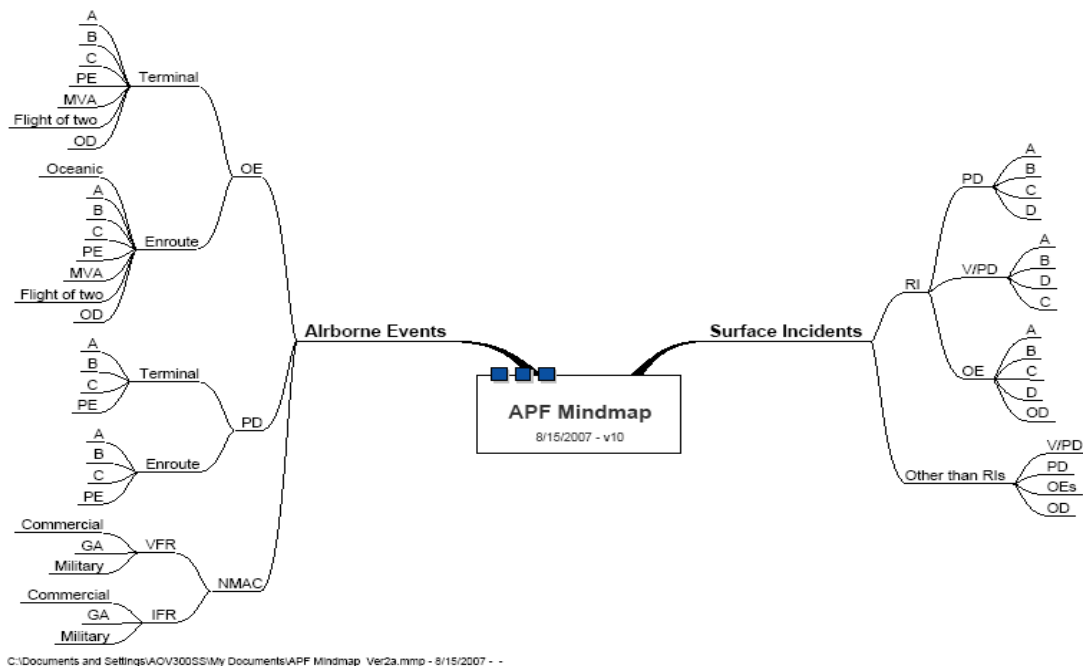 A
B
C
PE
MVA
Flight of two
OD
Terminal
Oceanic
A
B
C
PE
MVA
Flight of two
OD
Enroute
OE
A
B
C
PE
Terminal
A
B
C
PE
Enroute
PD
Commercial
GA
Military
VFR
Commercial
GA
Military
IFR
NMAC
AIrborne Events
APF Mindmap
8/15/2007 - v10
Surface Incidents
RI
PD
A
B
C
D
V/PD
A
B
D
C
OE
A
B
C
D
OD
Other than RIs
V/PD
PD
OEs
OD
C:\Documents and Settings\AOV300SS\My Documents\APF Mindmap Ver2a.mmp - 8/15/2007 - -